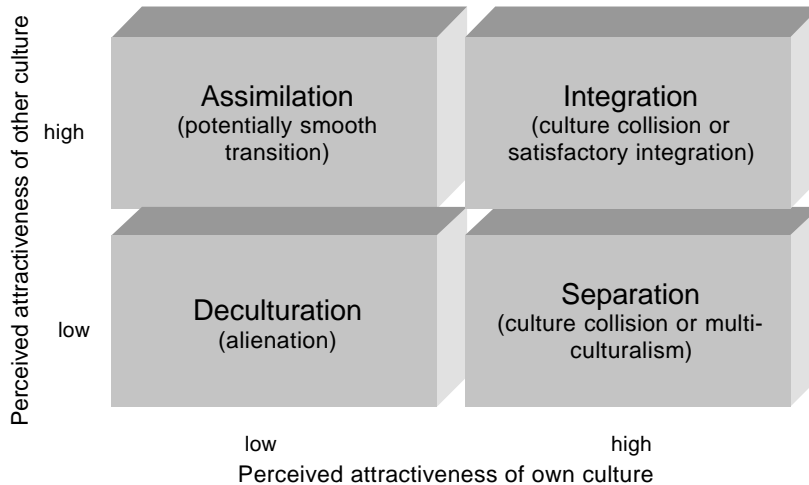 Perceived attractiveness of other culture
high
Assimilation
(potentially smooth
transition)
Integration
(culture collision or
satisfactory integration)
low
Deculturation
(alienation)
Separation
(culture collision or multi-
culturalism)
low
high
Perceived attractiveness of own culture